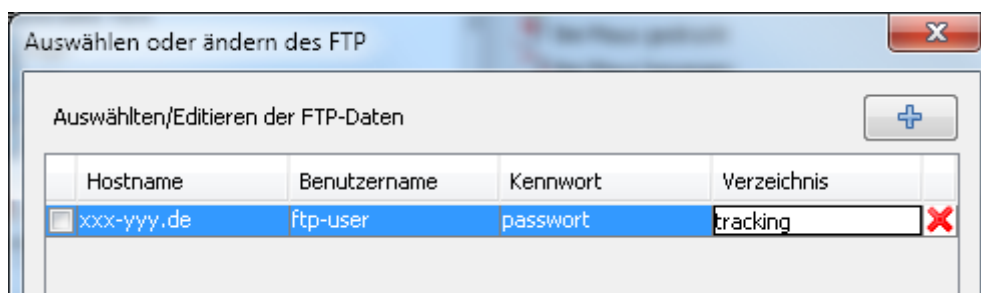 Auswählen oder ändern des FTP
Auswählten/Editieren der FTP-Daten
Hostname Benutzername Kennwort Verzeichnis
xxx-yyy.de ftp-user passwort tracking